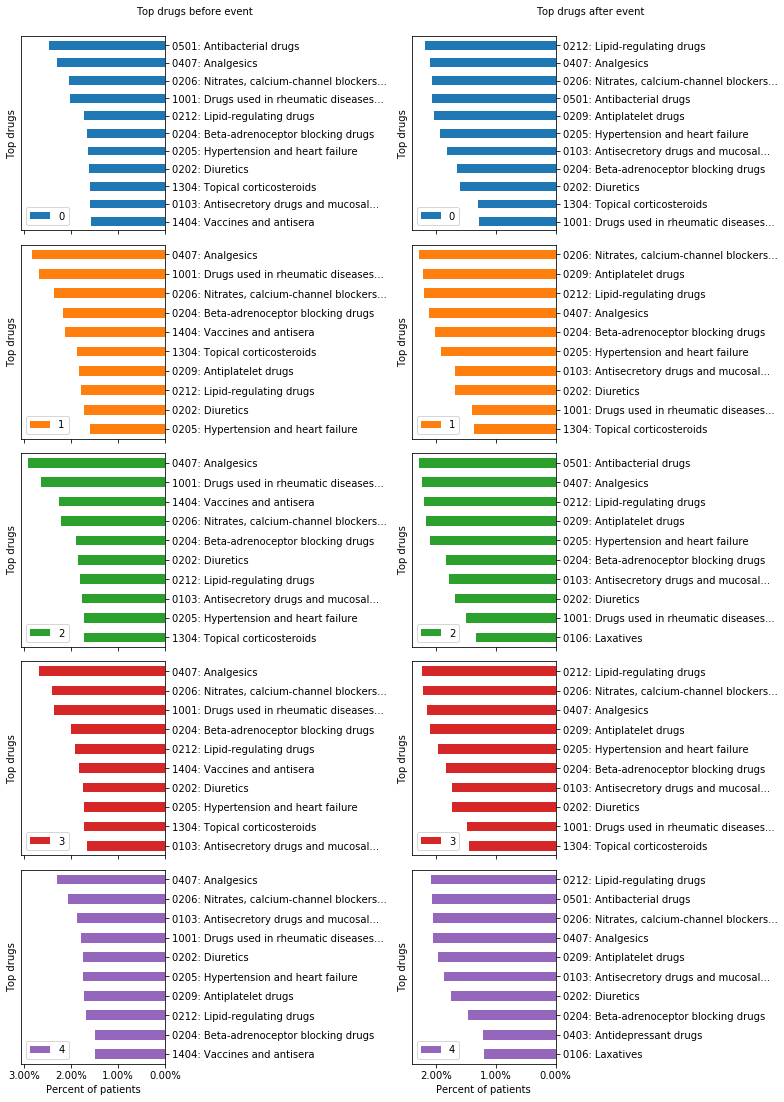 Top drugs before event
Top drugs
0501: Antibacterial drugs
0407: Analgesics
0206: Nitrates, calcium-channel blockers...
1001: Drugs used in rheumatic diseases...
0212: Lipid-regulating drugs
0204: Beta-adrenoceptor blocking drugs
0205: Hypertension and heart failure
0202: Diuretics
1304: Topical corticosteroids
0103: Antisecretory drugs and mucosal...
1404: Vaccines and antisera
0
Top drugs
0407: Analgesics
1001: Drugs used in rheumatic diseases...
0206: Nitrates, calcium-channel blockers...
0204: Beta-adrenoceptor blocking drugs
1404: Vaccines and antisera
1304: Topical corticosteroids
0209: Antiplatelet drugs
0212: Lipid-regulating drugs
0202: Diuretics
0205: Hypertension and heart failure
1
Top drugs
0407: Analgesics
1001: Drugs used in rheumatic diseases...
1404: Vaccines and antisera
0206: Nitrates, calcium-channel blockers...
0204: Beta-adrenoceptor blocking drugs
0202: Diuretics
0212: Lipid-regulating drugs
0103: Antisecretory drugs and mucosal...
0205: Hypertension and heart failure
1304: Topical corticosteroids
2
Top drugs
0407: Analgesics
0206: Nitrates, calcium-channel blockers...
1001: Drugs used in rheumatic diseases...
0204: Beta-adrenoceptor blocking drugs
0212: Lipid-regulating drugs
1404: Vaccines and antisera
0202: Diuretics
0205: Hypertension and heart failure
1304: Topical corticosteroids
0103: Antisecretory drugs and mucosal...
3
Top drugs
0407: Analgesics
0206: Nitrates, calcium-channel blockers...
0103: Antisecretory drugs and mucosal...
1001: Drugs used in rheumatic diseases...
0202: Diuretics
0205: Hypertension and heart failure
0209: Antiplatelet drugs
0212: Lipid-regulating drugs
0204: Beta-adrenoceptor blocking drugs
1404: Vaccines and antisera
4
3.00% 2.00% 1.00% 0.00%
Percent of patients
Top drugs after event
Top drugs
0212: Lipid-regulating drugs
0407: Analgesics
0206: Nitrates, calcium-channel blockers...
0501: Antibacterial drugs
0209: Antiplatelet drugs
0205: Hypertension and heart failure
0103: Antisecretory drugs and mucosal...
0204: Beta-adrenoceptor blocking drugs
0202: Diuretics
1304: Topical corticosteroids
1001: Drugs used in rheumatic diseases...
0
Top drugs
0206: Nitrates, calcium-channel blockers...
0209: Antiplatelet drugs
0212: Lipid-regulating drugs
0407: Analgesics
0204: Beta-adrenoceptor blocking drugs
0205: Hypertension and heart failure
0103: Antisecretory drugs and mucosal...
0202: Diuretics
1001: Drugs used in rheumatic diseases...
1304: Topical corticosteroids
1
Top drugs
0501: Antibacterial drugs
0407: Analgesics
0212: Lipid-regulating drugs
0209: Antiplatelet drugs
0205: Hypertension and heart failure
0204: Beta-adrenoceptor blocking drugs
0103: Antisecretory drugs and mucosal...
0202: Diuretics
1001: Drugs used in rheumatic diseases...
0106: Laxatives
2
Top drugs
0212: Lipid-regulating drugs
0206: Nitrates, calcium-channel blockers...
0407: Analgesics
0209: Antiplatelet drugs
0205: Hypertension and heart failure
0204: Beta-adrenoceptor blocking drugs
0103: Antisecretory drugs and mucosal...
0202: Diuretics
1001: Drugs used in rheumatic diseases...
1304: Topical corticosteroids
3
Top drugs
0212: Lipid-regulating drugs
0501: Antibacterial drugs
0206: Nitrates, calcium-channel blockers...
0407: Analgesics
0209: Antiplatelet drugs
0103: Antisecretory drugs and mucosal...
0202: Diuretics
0204: Beta-adrenoceptor blocking drugs
0403: Antidepressant drugs
0106: Laxatives
4
2.00% 1.00% 0.00%
Percent of patients